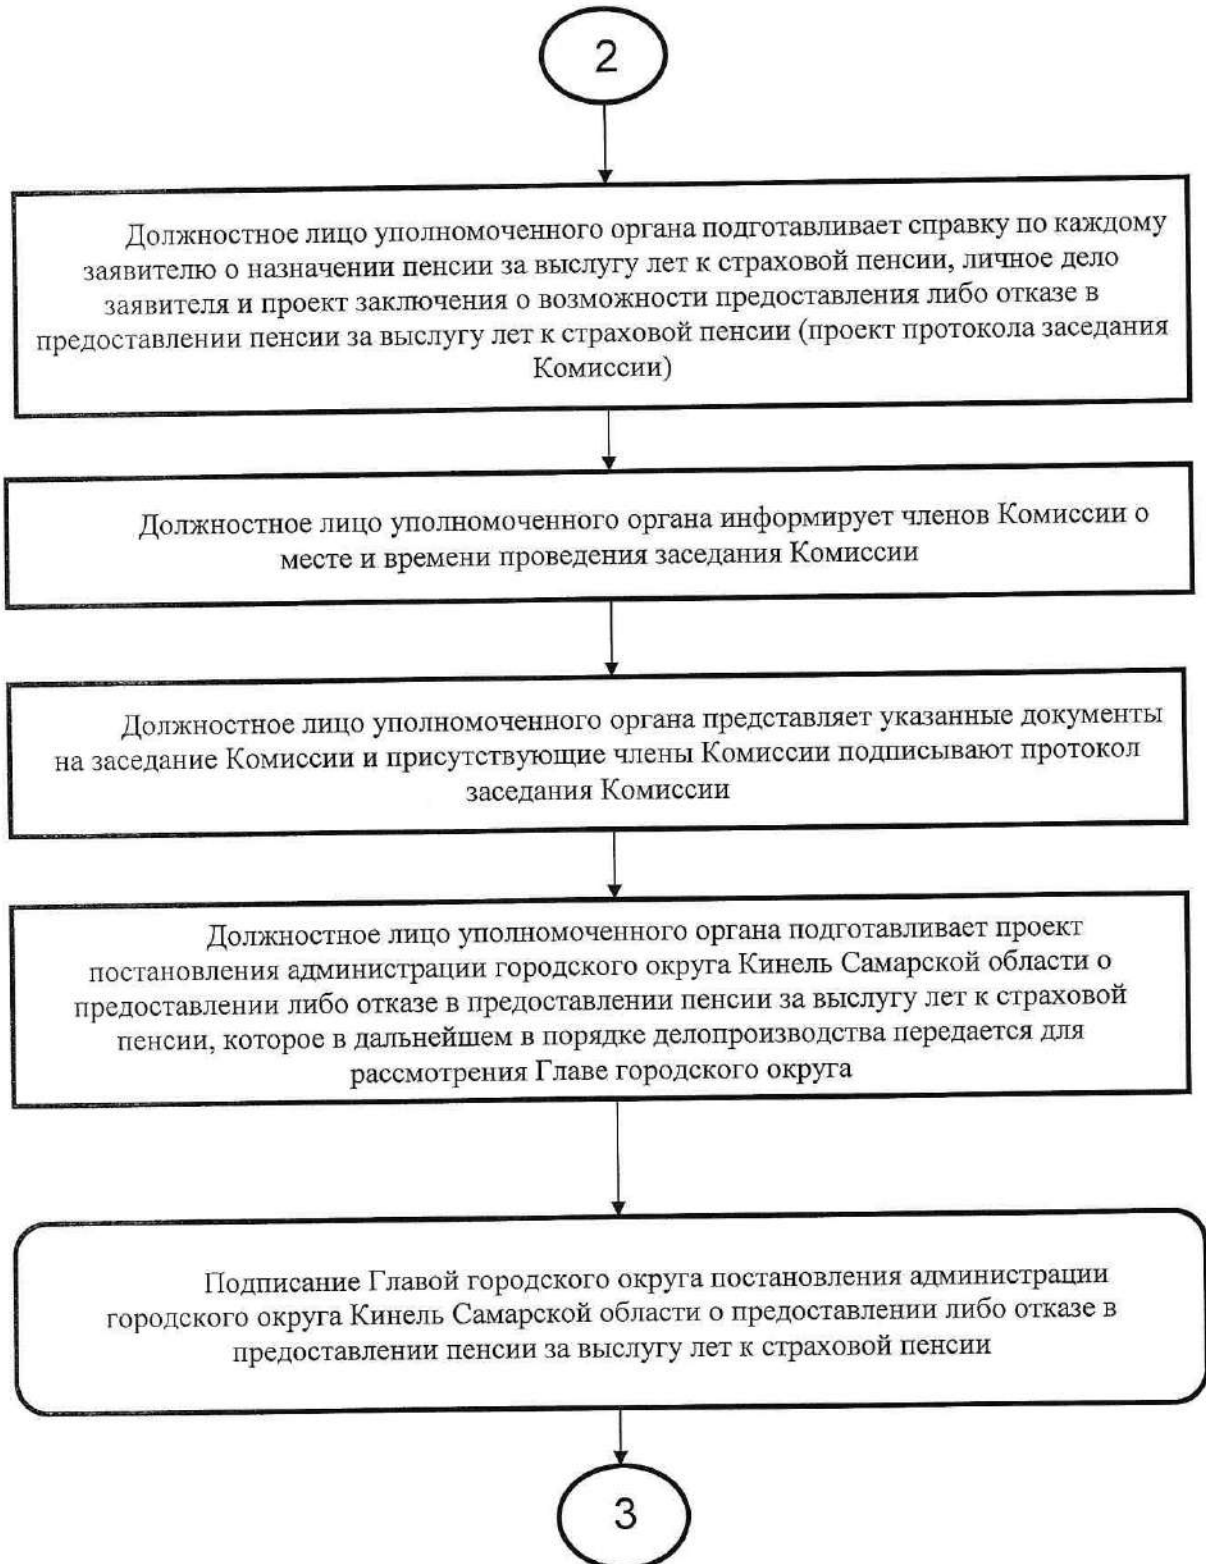 2
Должностное лицо уполномоченного органа подготавливает справку по каждому
заявителю о назначении пенсии за выслугу лет к страховой пенсии, личное дело
заявителя и проект заключения о возможности предоставления либо отказе в
предоставлении пенсии за выслугу лет к страховой пенсии (проект протокола заседания
Комиссии)
Должностное лицо уполномоченного органа информирует членов Комиссии о
месте и времени проведения заседания Комиссии
Должностное лицо уполномоченного органа представляет указанные документы
на заседание Комиссии и присутствующие члены Комиссии подписывают протокол
заседания Комиссии
Должностное лицо уполномоченного органа подготавливает проект
постановления администрации городского округа Кинель Самарской области о
предоставлении либо отказе в предоставлении пенсии за выслугу лет к страховой
пенсии, которое в дальнейшем в порядке делопроизводства передается для
рассмотрения Главе городского округа
Подписание Главой городского округа постановления администрации
городского округа Кинель Самарской области о предоставлении либо отказе в
предоставлении пенсии за выслугу лет к страховой пенсии
3